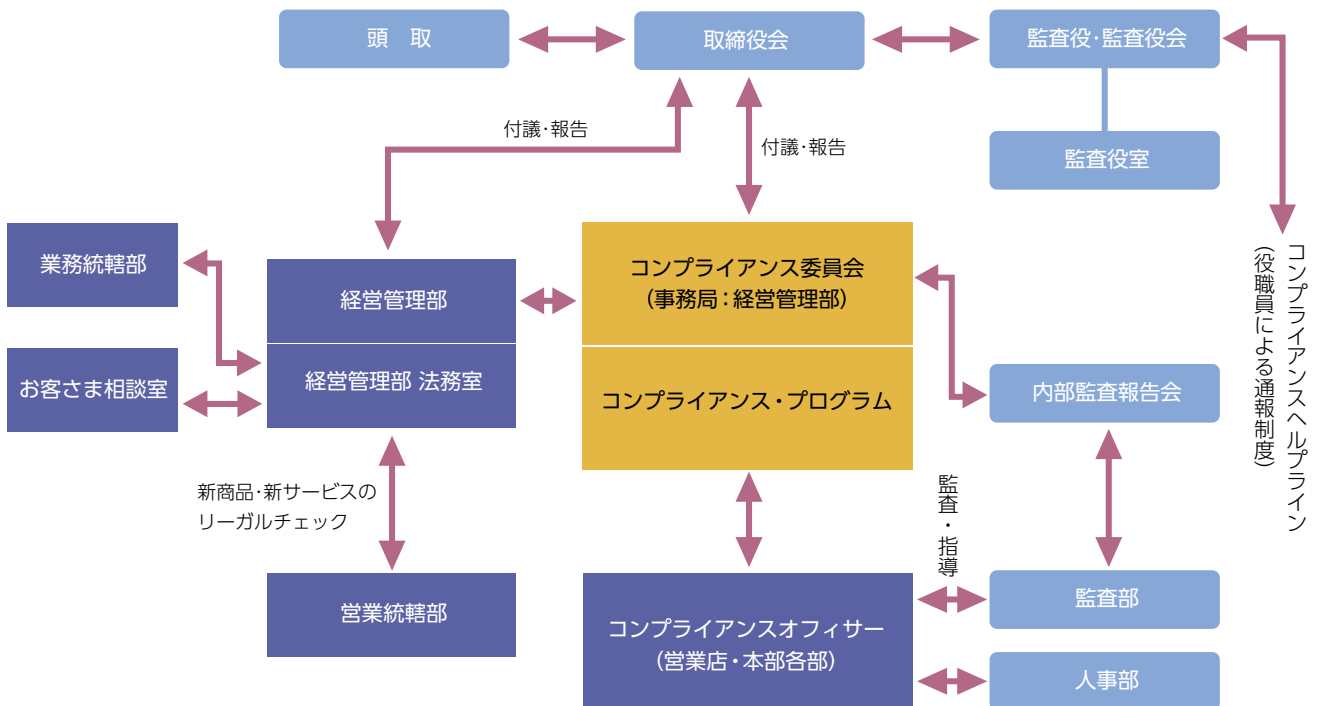 頭　取
取締役会
監査役・監査役会
付議・報告
付議・報告
監査役室
業務統轄部
経営管理部
コンプライアンス委員会
(事務局:経営管理部)
コンプライアンスヘルプライン
(役職員による通報制度)
お客さま相談室
経営管理部 法務室
コンプライアンス・プログラム
内部監査報告会
新商品・新サービスの
リーガルチェック
監査・指導
営業統轄部
コンプライアンスオフィサー
(営業店・本部各部)
監査部
人事部